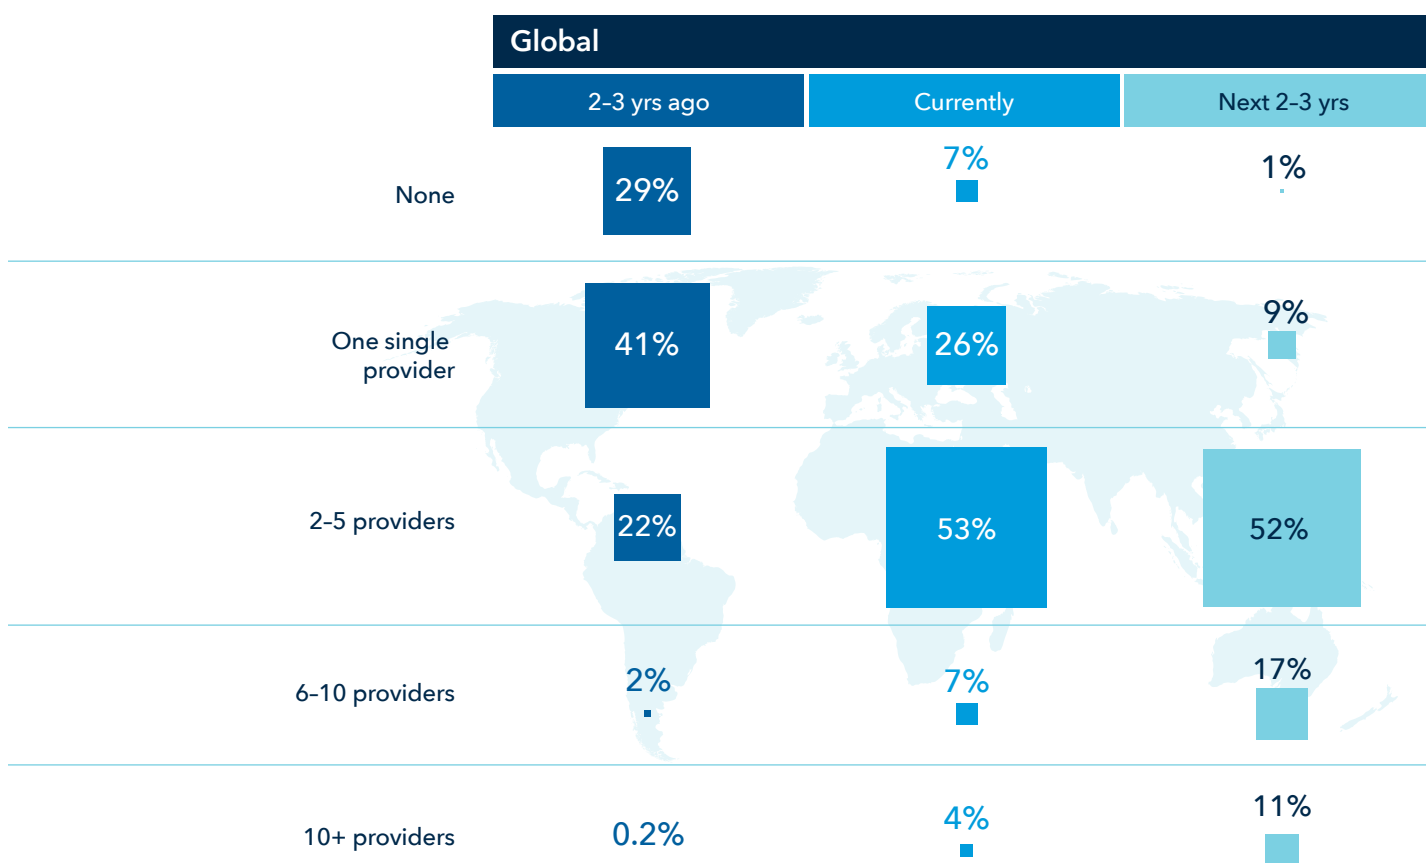 Global
2–3 yrs ago Currently Next 2–3 yrs
None 29% 7% 1%
One single
provider 41% 26% 9%
2–5 providers 22% 53% 52%
6–10 providers 2% 7% 17%
10+ providers 0.2% 4% 11%